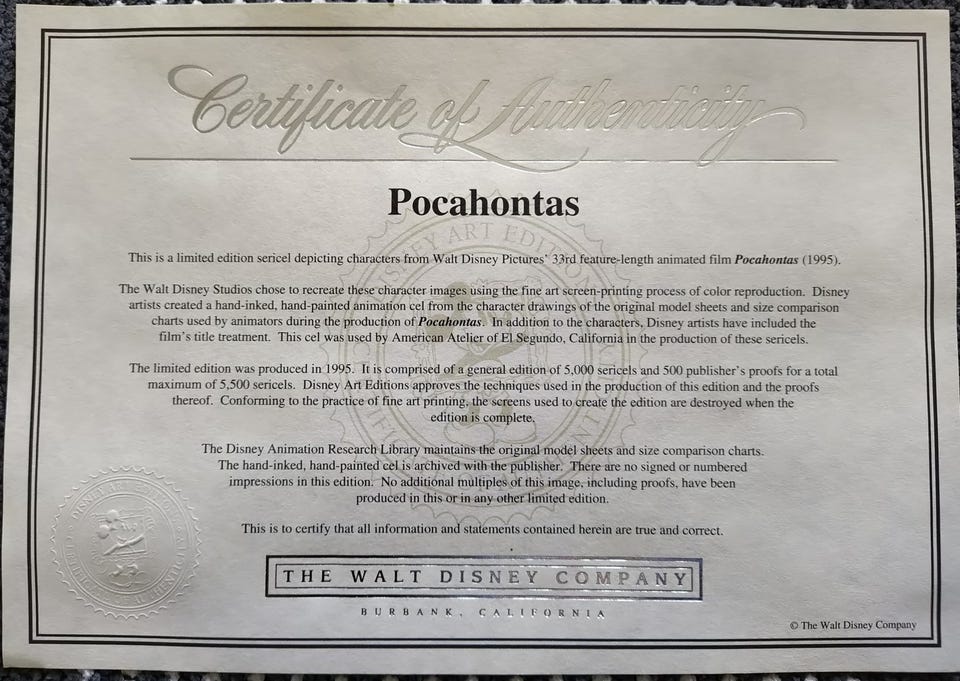 Certificate of Authenticity
Pocahontas
This is a limited edition sericel depicting characters from Walt Disney Pictures' 33rd feature-length animated film Pocahontas (1995).
The Walt Disney Studios chose to recreate these character images using the fine art screen-printing process of color reproduction. Disney
artists created a hand-inked, hand-painted animation cel from the character drawings of the original model sheets and size comparison
charts used by animators during the production of Pocahontas. In addition to the characters, Disney artists have included the
film's title treatment. This cel was used by American Atelier of El Segundo, California in the production of these sericels.
The limited edition was produced in 1995. It is comprised of a general edition of 5,000 sericels and 500 publisher's proofs for a total
maximum of 5,500 sericels. Disney Art Editions approves the techniques used in the production of this edition and the proofs
thereof. Conforming to the practice of fine art printing, the screens used to create the edition are destroyed when the
edition is complete.
The Disney Animation Research Library maintains the original model sheets and size comparison charts.
The hand-inked, hand-painted cel is archived with the publisher. There are no signed or numbered
impressions in this edition. No additional multiples of this image, including proofs, have been
produced in this or in any other limited edition.
This is to certify that all information and statements contained herein are true and correct.
THE WALT DISNEY COMPANY
BURBANK, CALIFORNIA
© The Walt Disney Company
DISNEY ART EDITIONS